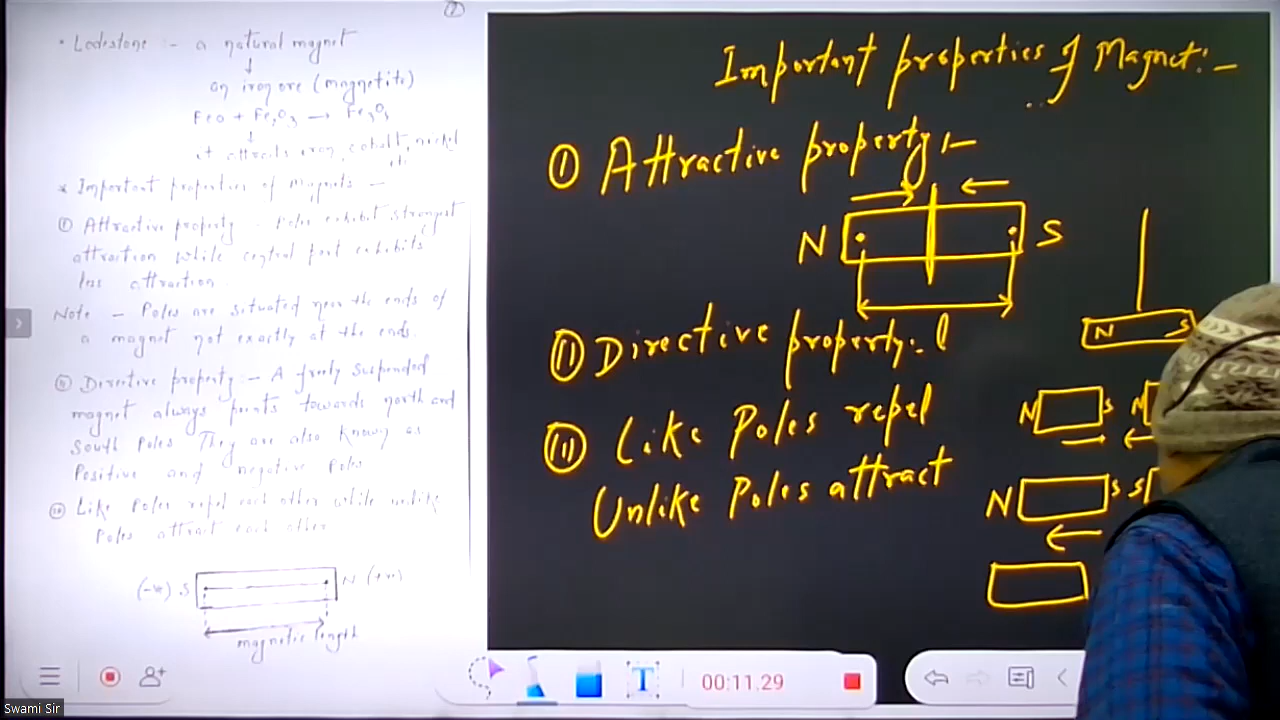 ②
• Lodestone :- a natural magnet
↓
an iron ore (magnetite)
FeO + Fe₂O₃ → Fe₃O₄
↓
it attracts iron, cobalt, nickel
* Important properties of Magnets -
① Attractive property - Poles exhibit strongest
attraction while central part exhibits
less attraction.
Note - Poles are situated near the ends of
a magnet not exactly at the ends.
⑪ Directive property :- A freely suspended
magnet always points towards north and
south Poles They are also known as
Positive and negative Poles
Like Poles repel each other while unlike
Poles attract each other
(-ve) S N (+ve)
magnetic length
Important properties of Magnet :-
① Attractive property :-
N S
l
⑪ Directive property :-
N S
(111) Like Poles repel
N S N
Unlike Poles attract
N S S
T
00:11.29
Swami Sir